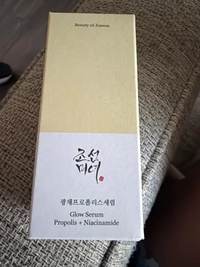 Beauty of Joseon
조선
미녀
광채프로폴리스세럼
Glow Serum
Propolis + Niacinamide